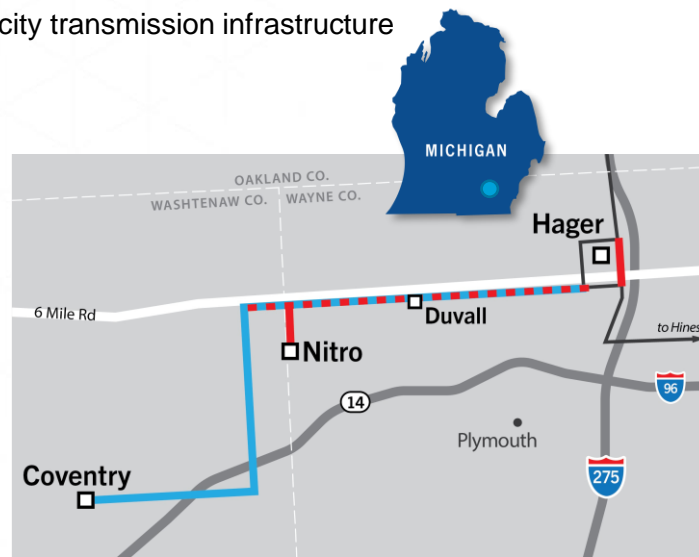 city transmission infrastructure
MICHIGAN
OAKLAND CO.
WASHTENAW CO.
WAYNE CO.
Hager
6 Mile Rd
Duvall
to Hines
Nitro
14
96
Plymouth
Coventry
275